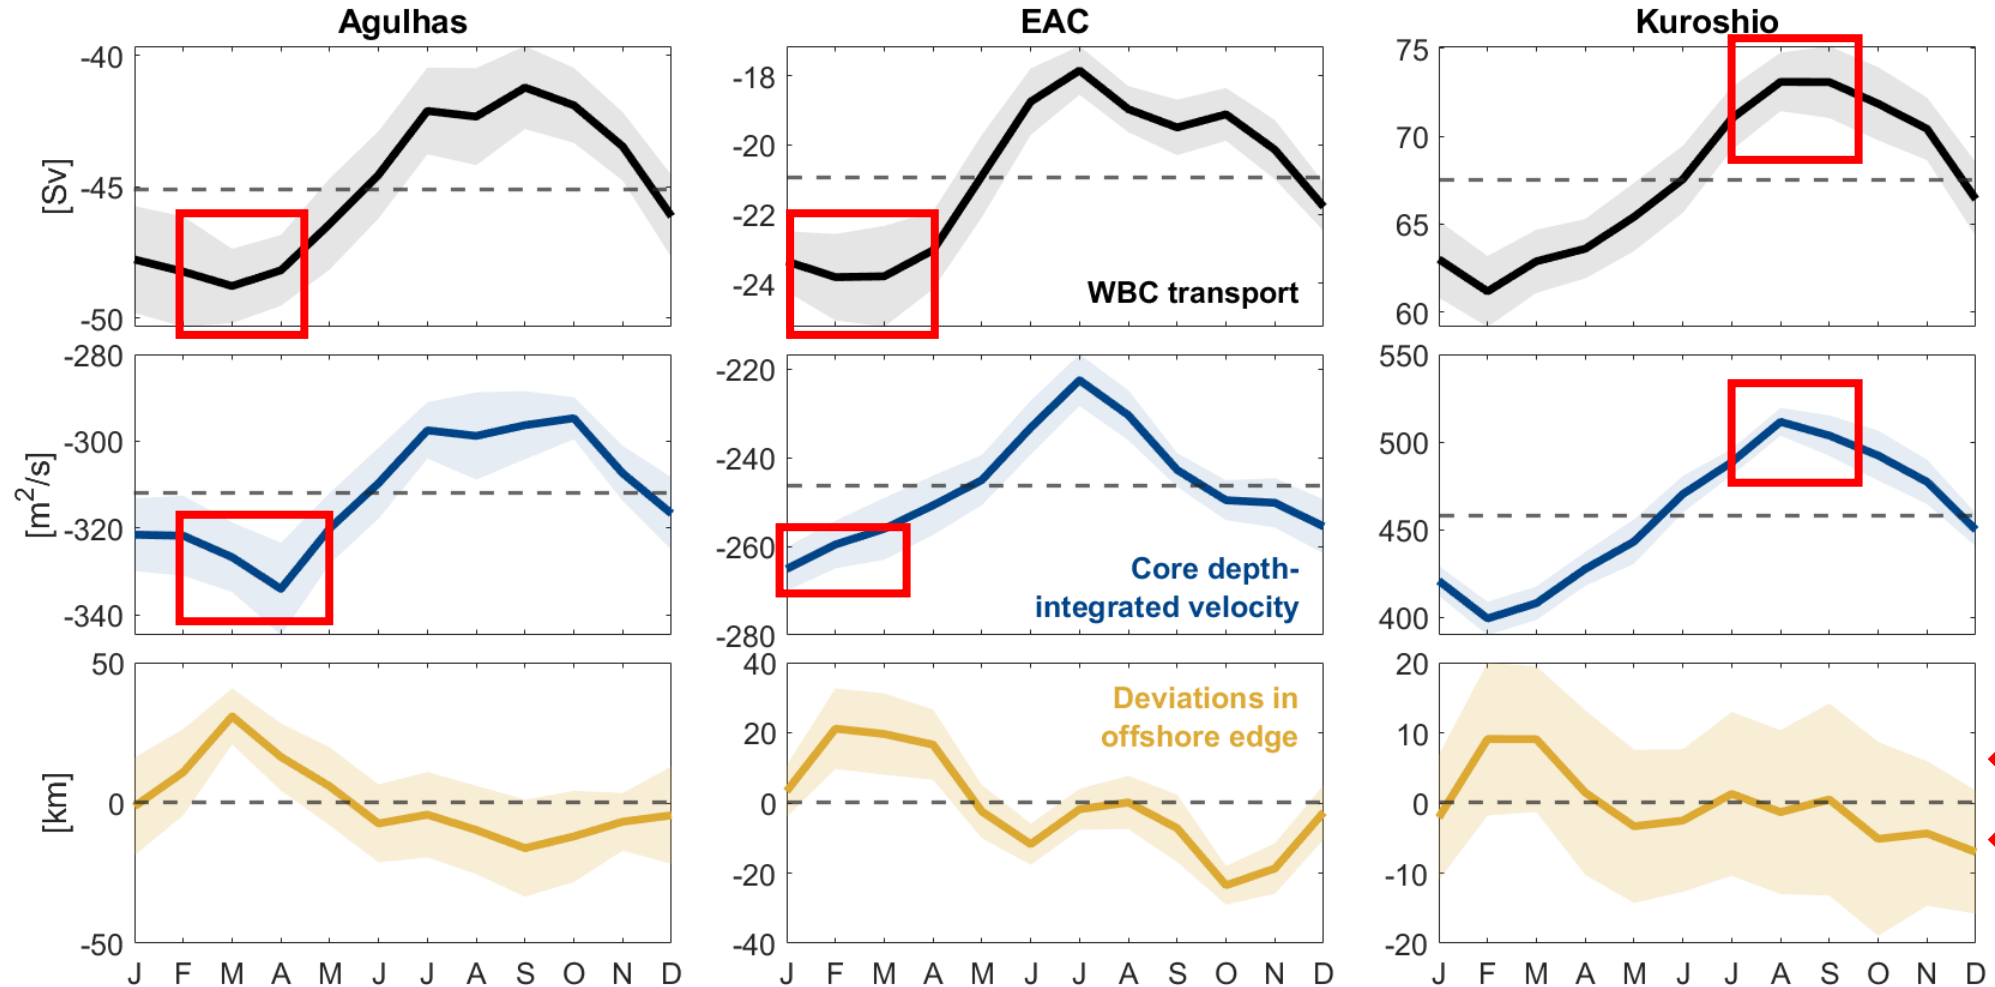 Agulhas
EAC
Kuroshio
[Sv]
-40
-45
-50
-18
-20
-22
-24
WBC transport
75
70
65
60
[m²/s]
-280
-300
-320
-340
-220
-240
-260
-280
Core depth-
integrated velocity
550
500
450
400
[km]
50
0
-50
40
20
0
-20
-40
Deviations in
offshore edge
20
10
0
-10
-20
J F M A M J J A S O N D
J F M A M J J A S O N D
J F M A M J J A S O N D